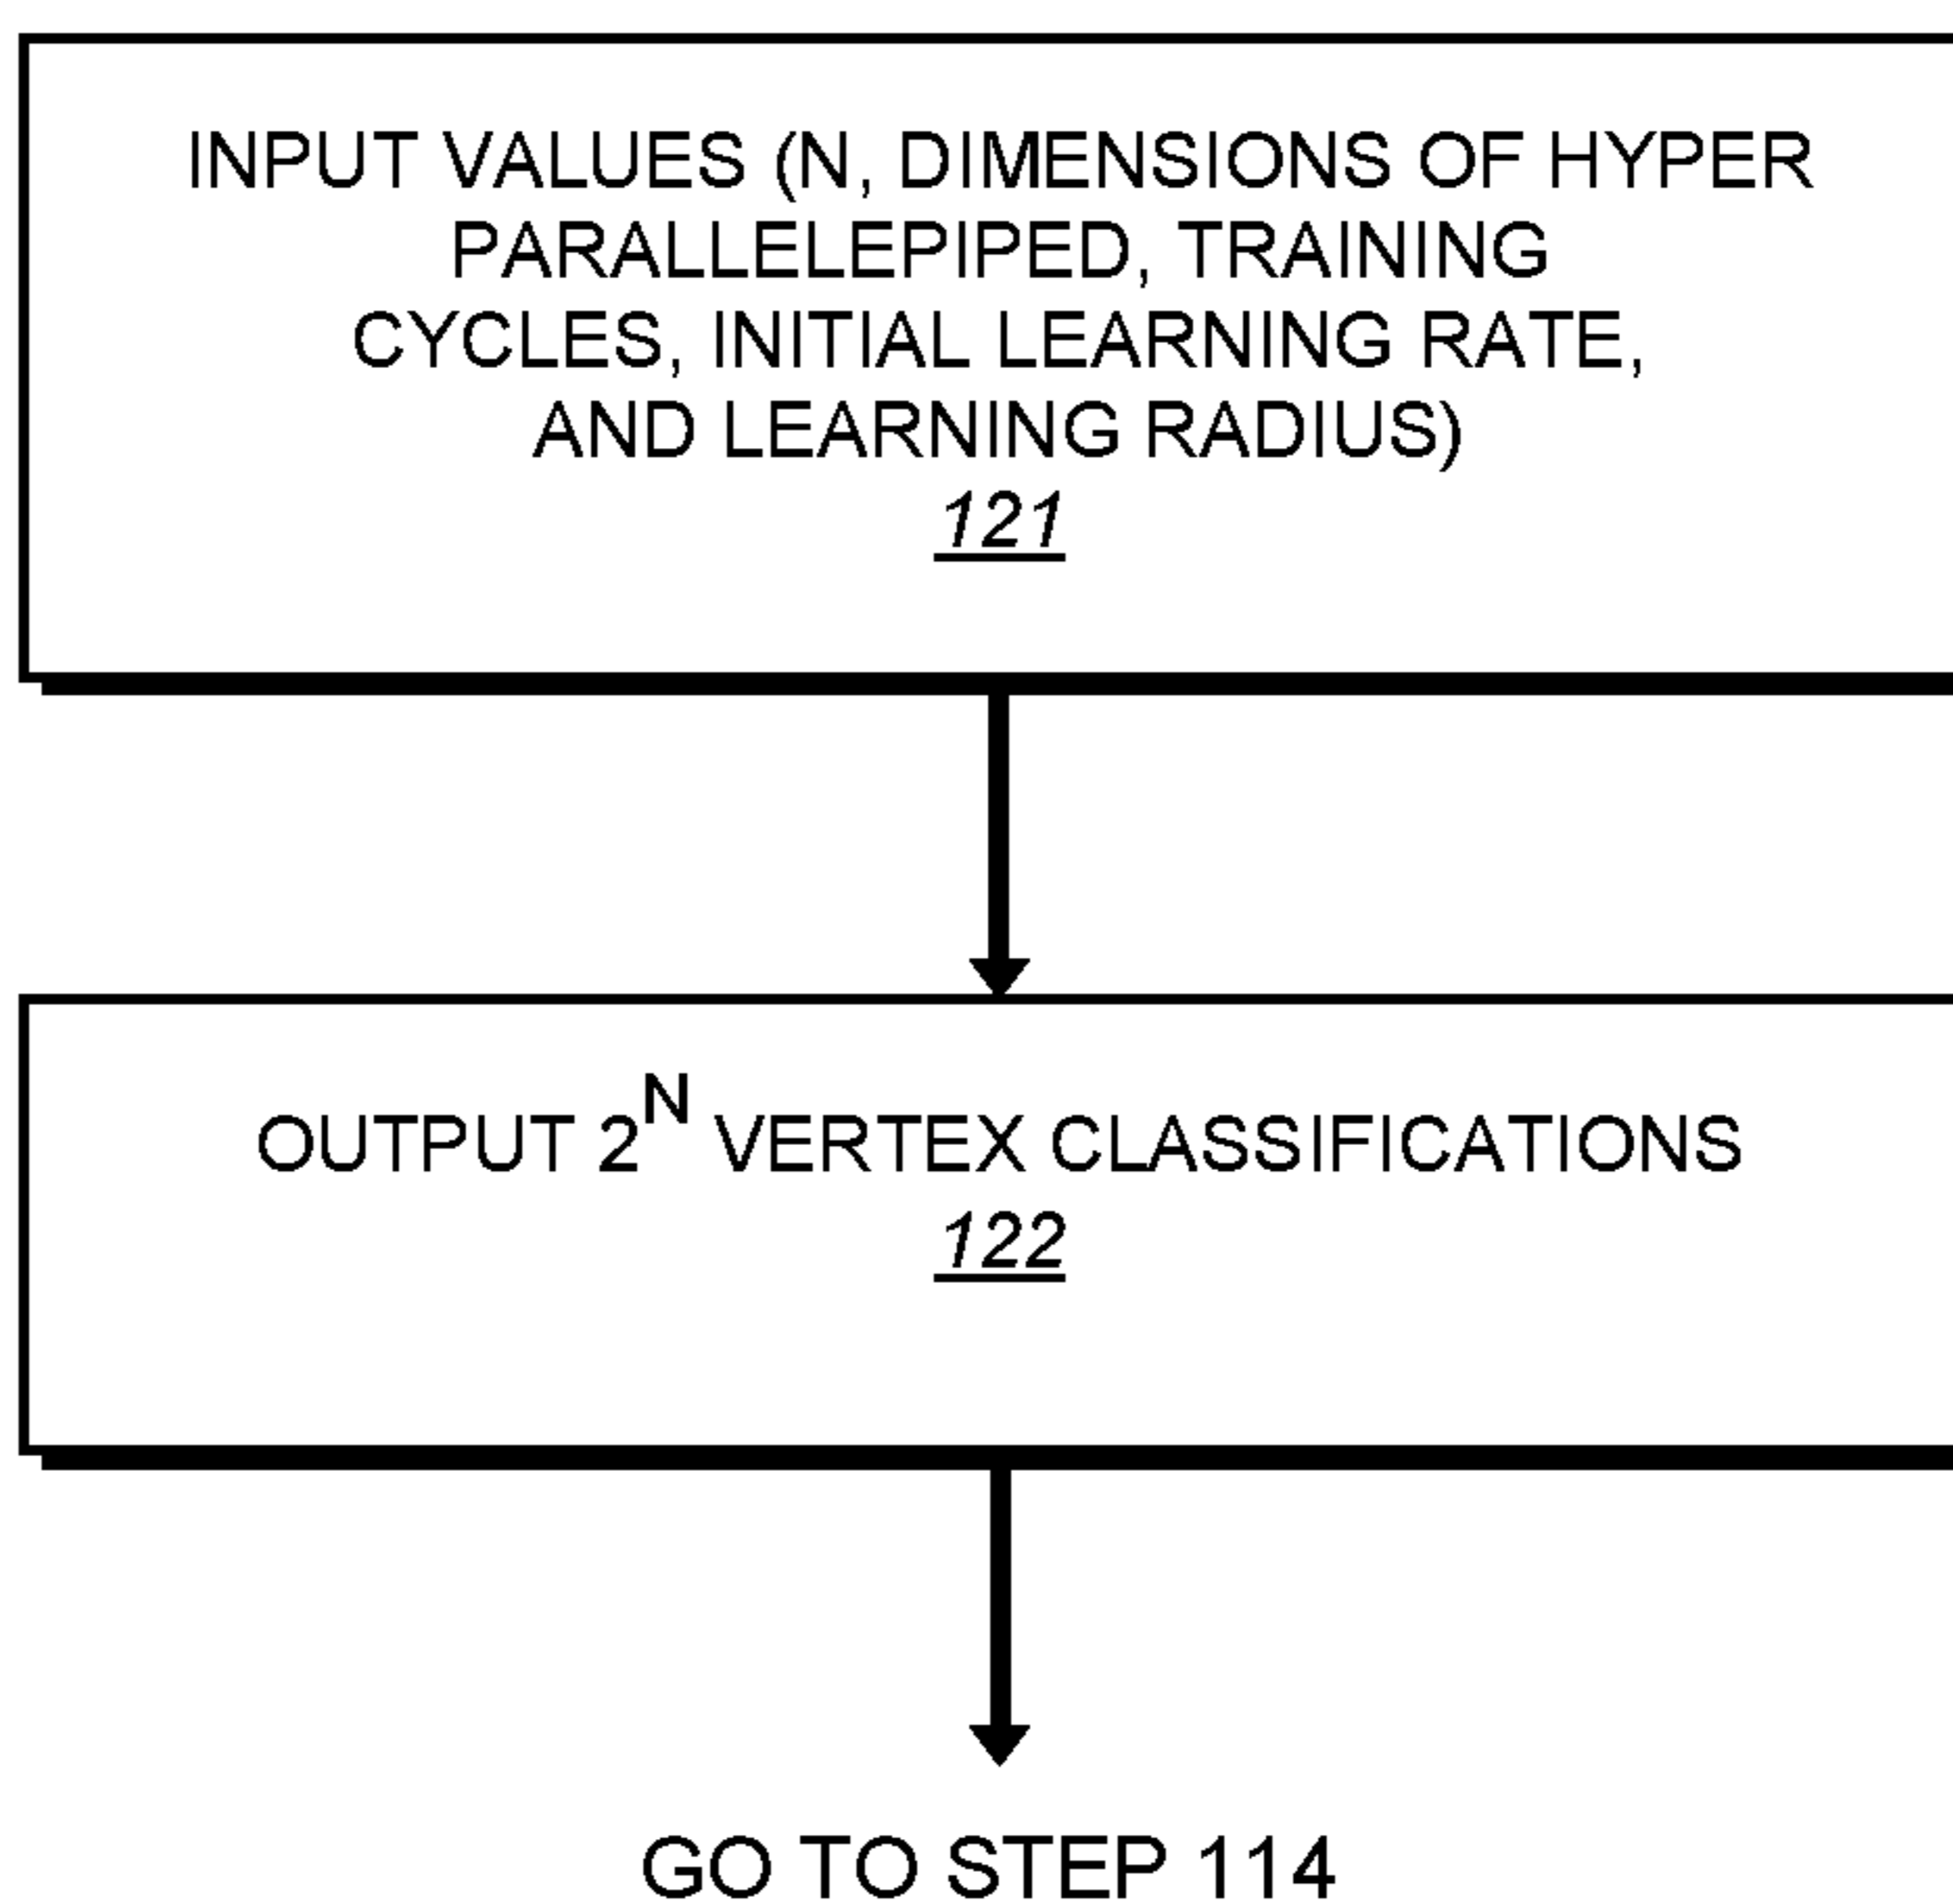 INPUT VALUES (N, DIMENSIONS OF HYPER
PARALLELEPIPED, TRAINING
CYCLES, INITIAL LEARNING RATE,
AND LEARNING RADIUS)
121
OUTPUT 2^N VERTEX CLASSIFICATIONS
122
GO TO STEP 114